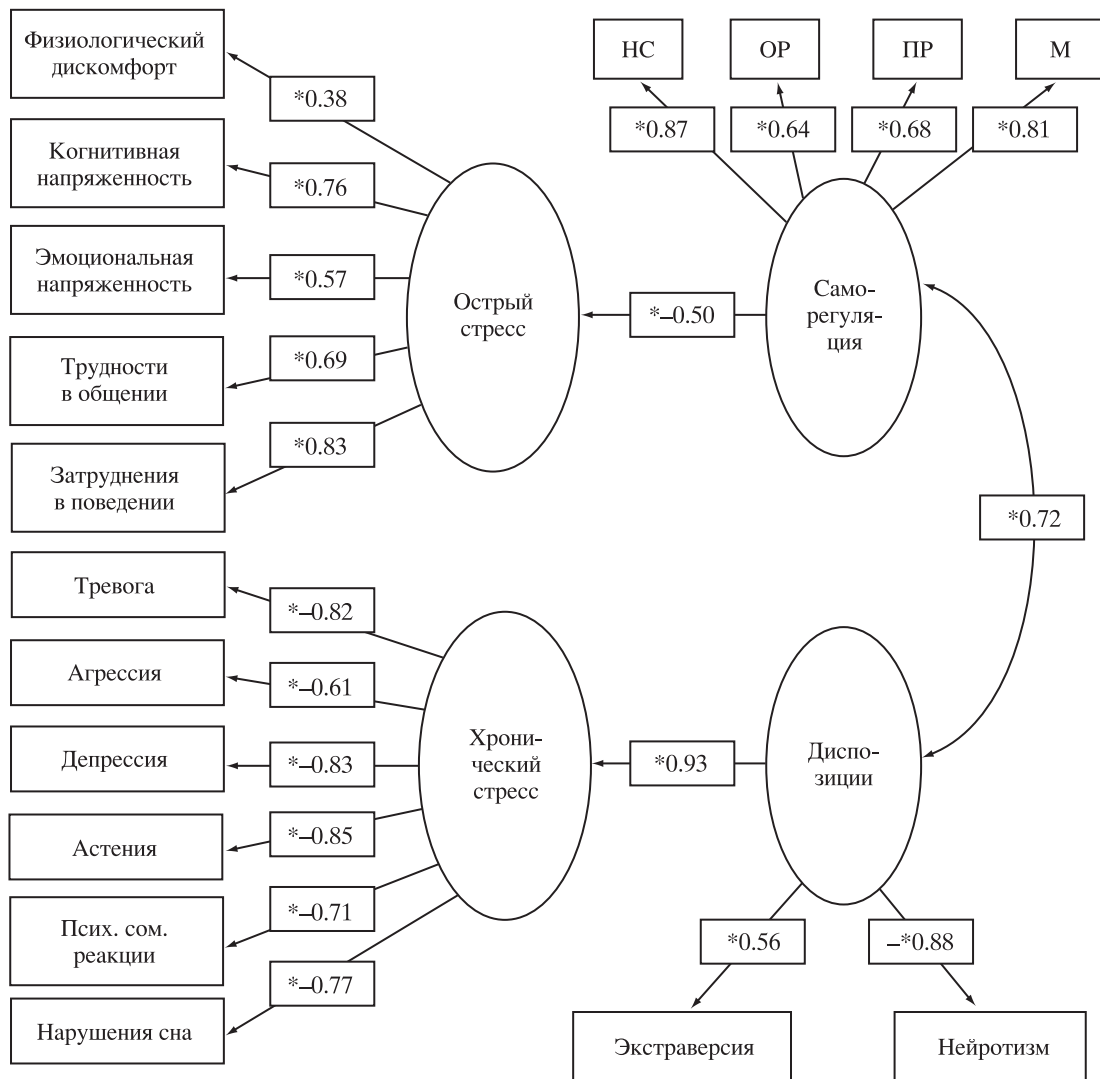 Физиологический
дискомфорт
*0.38
Когнитивная
напряженность
*0.76
Эмоциональная
напряженность
*0.57
Трудности
в общении
*0.69
Затруднения
в поведении
*0.83
Острый
стресс
*–0.50
НС
ОР
ПР
М
*0.87
*0.64
*0.68
*0.81
Само-
регуля-
ция
*0.72
Тревога
*–0.82
Агрессия
*–0.61
Депрессия
*–0.83
Астения
*–0.85
Псих. сом.
реакции
*–0.71
Нарушения сна
*–0.77
Хрони-
ческий
стресс
*0.93
Диспо-
зиции
*0.56
–*0.88
Экстраверсия
Нейротизм